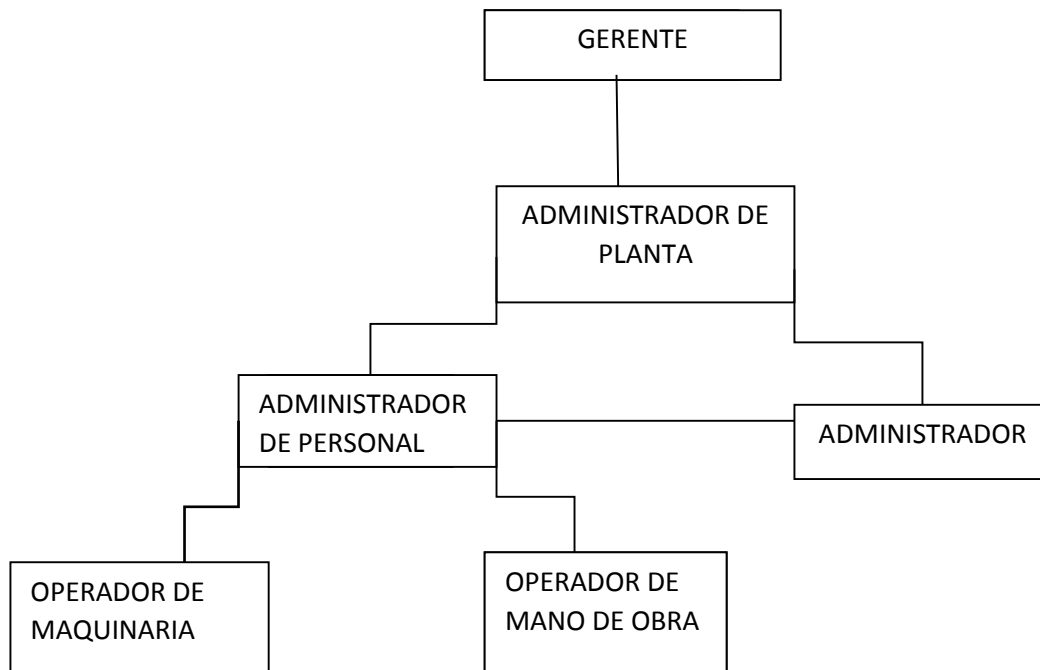 GERENTE
ADMINISTRADOR DE
PLANTA
ADMINISTRADOR
DE PERSONAL
ADMINISTRADOR
OPERADOR DE
MAQUINARIA
OPERADOR DE
MANO DE OBRA